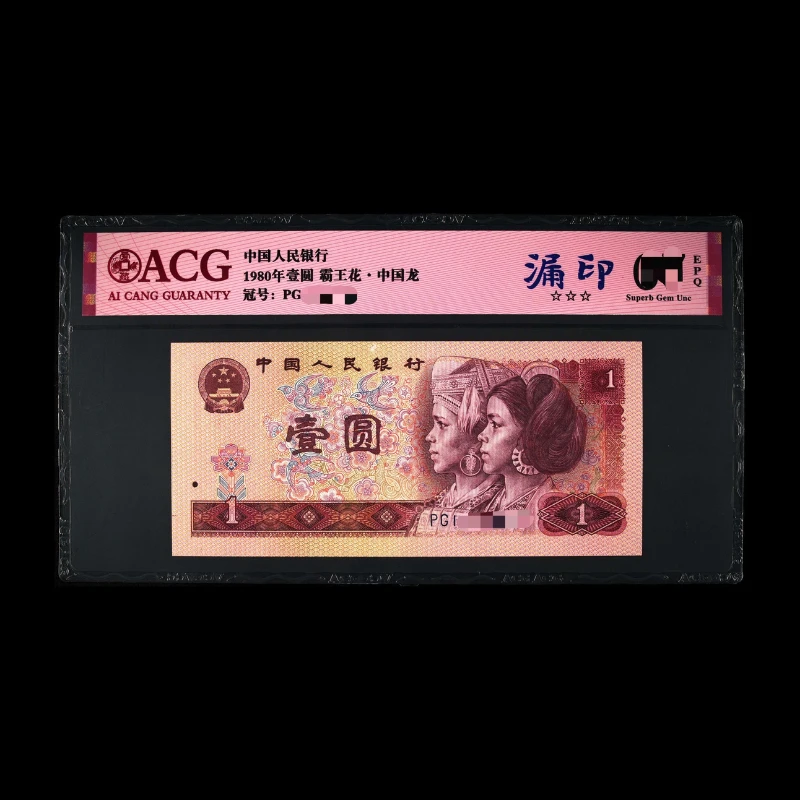 ACG
AI CANG GUARANTY
中国人民银行
1980年壹圆 霸王花·中国龙
冠号：PG
漏印
☆☆☆
EPQ
Superb Gem Unc
中国人民银行
1
壹圆
1
PG
1